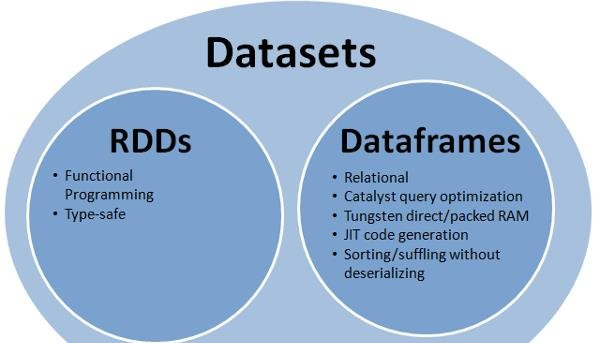 Datasets
RDDs
• Functional
Programming
• Type-safe
Dataframes
• Relational
• Catalyst query optimization
• Tungsten direct/packed RAM
• JIT code generation
• Sorting/suffling without
deserializing